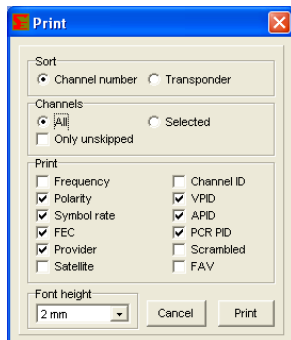 Print
Sort
Channel number Transponder
Channels
All Selected
Only unskipped
Print
Frequency Channel ID
Polarity VPID
Symbol rate APID
FEC PCR PID
Provider Scrambled
Satellite FAV
Font height
2 mm Cancel Print